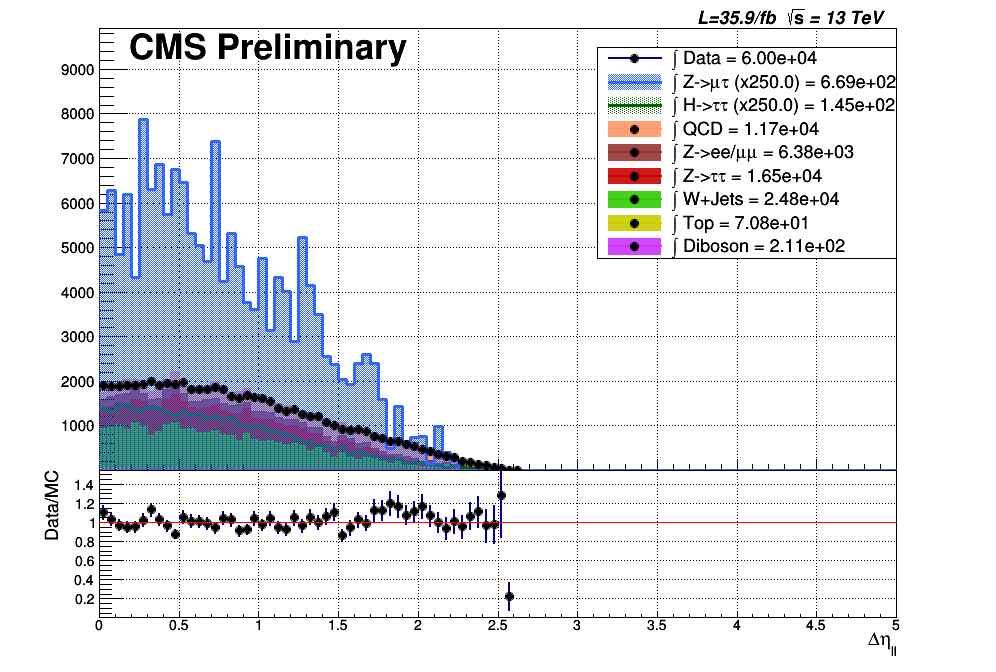 L=35.9/fb √s = 13 TeV
CMS Preliminary
∫ Data = 6.00e+04
∫ Z->μτ (x250.0) = 6.69e+02
∫ H->ττ (x250.0) = 1.45e+02
∫ QCD = 1.17e+04
∫ Z->ee/μμ = 6.38e+03
∫ Z->ττ = 1.65e+04
∫ W+Jets = 2.48e+04
∫ Top = 7.08e+01
∫ Diboson = 2.11e+02
9000
8000
7000
6000
5000
4000
3000
2000
1000
Data/MC
1.4
1.2
1
0.8
0.6
0.4
0.2
0 0.5 1 1.5 2 2.5 3 3.5 4 4.5 5
Δη||